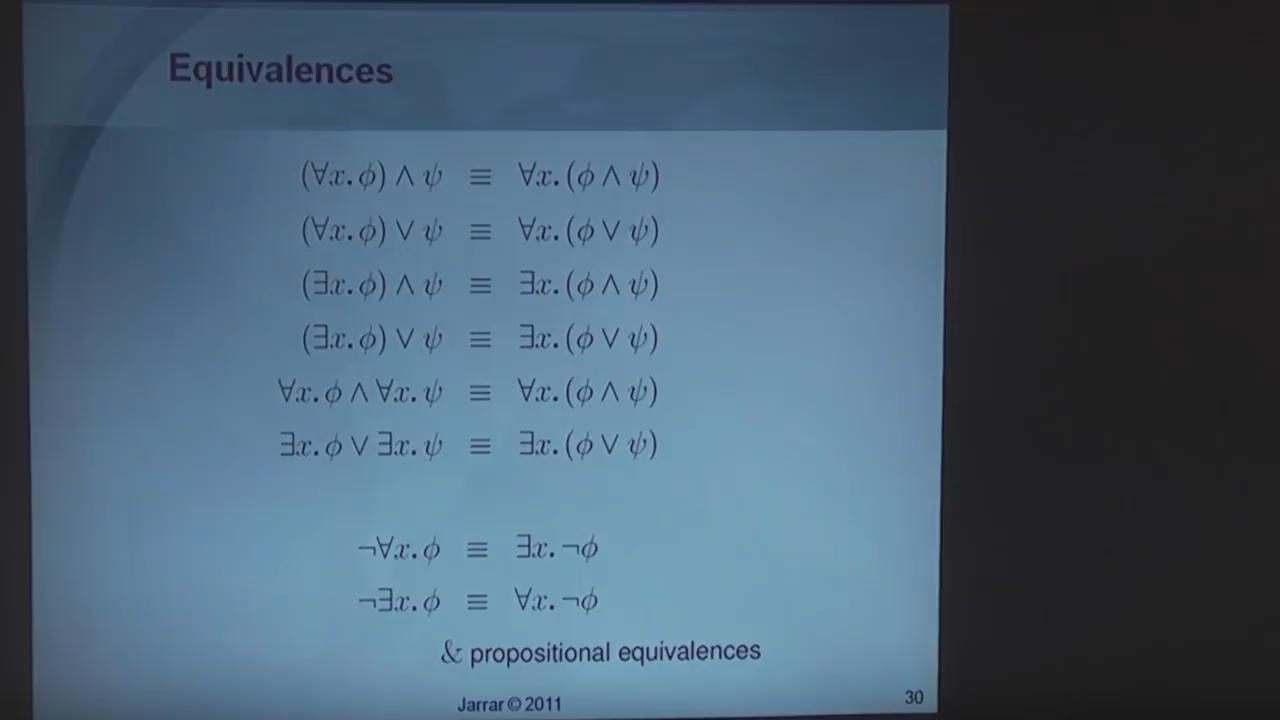 Equivalences
(∀x. ϕ) ∧ ψ ≡ ∀x. (ϕ ∧ ψ)
(∀x. ϕ) ∨ ψ ≡ ∀x. (ϕ ∨ ψ)
(∃x. ϕ) ∧ ψ ≡ ∃x. (ϕ ∧ ψ)
(∃x. ϕ) ∨ ψ ≡ ∃x. (ϕ ∨ ψ)
∀x. ϕ ∧ ∀x. ψ ≡ ∀x. (ϕ ∧ ψ)
∃x. ϕ ∨ ∃x. ψ ≡ ∃x. (ϕ ∨ ψ)
¬∀x. ϕ ≡ ∃x. ¬ϕ
¬∃x. ϕ ≡ ∀x. ¬ϕ
& propositional equivalences
Jarrar © 2011
30